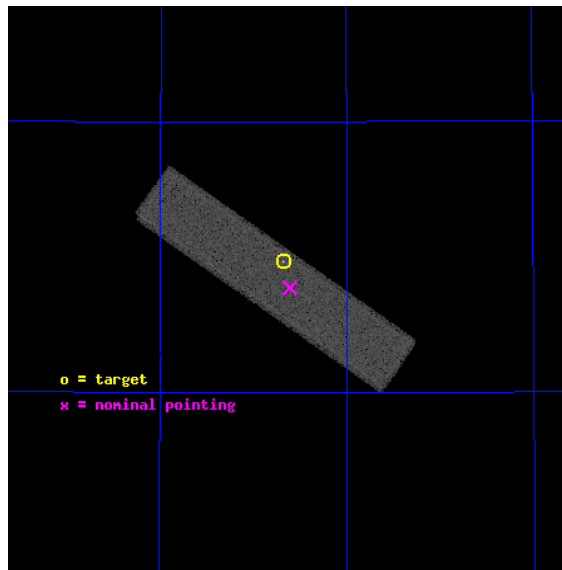 o = target
x = nominal pointing